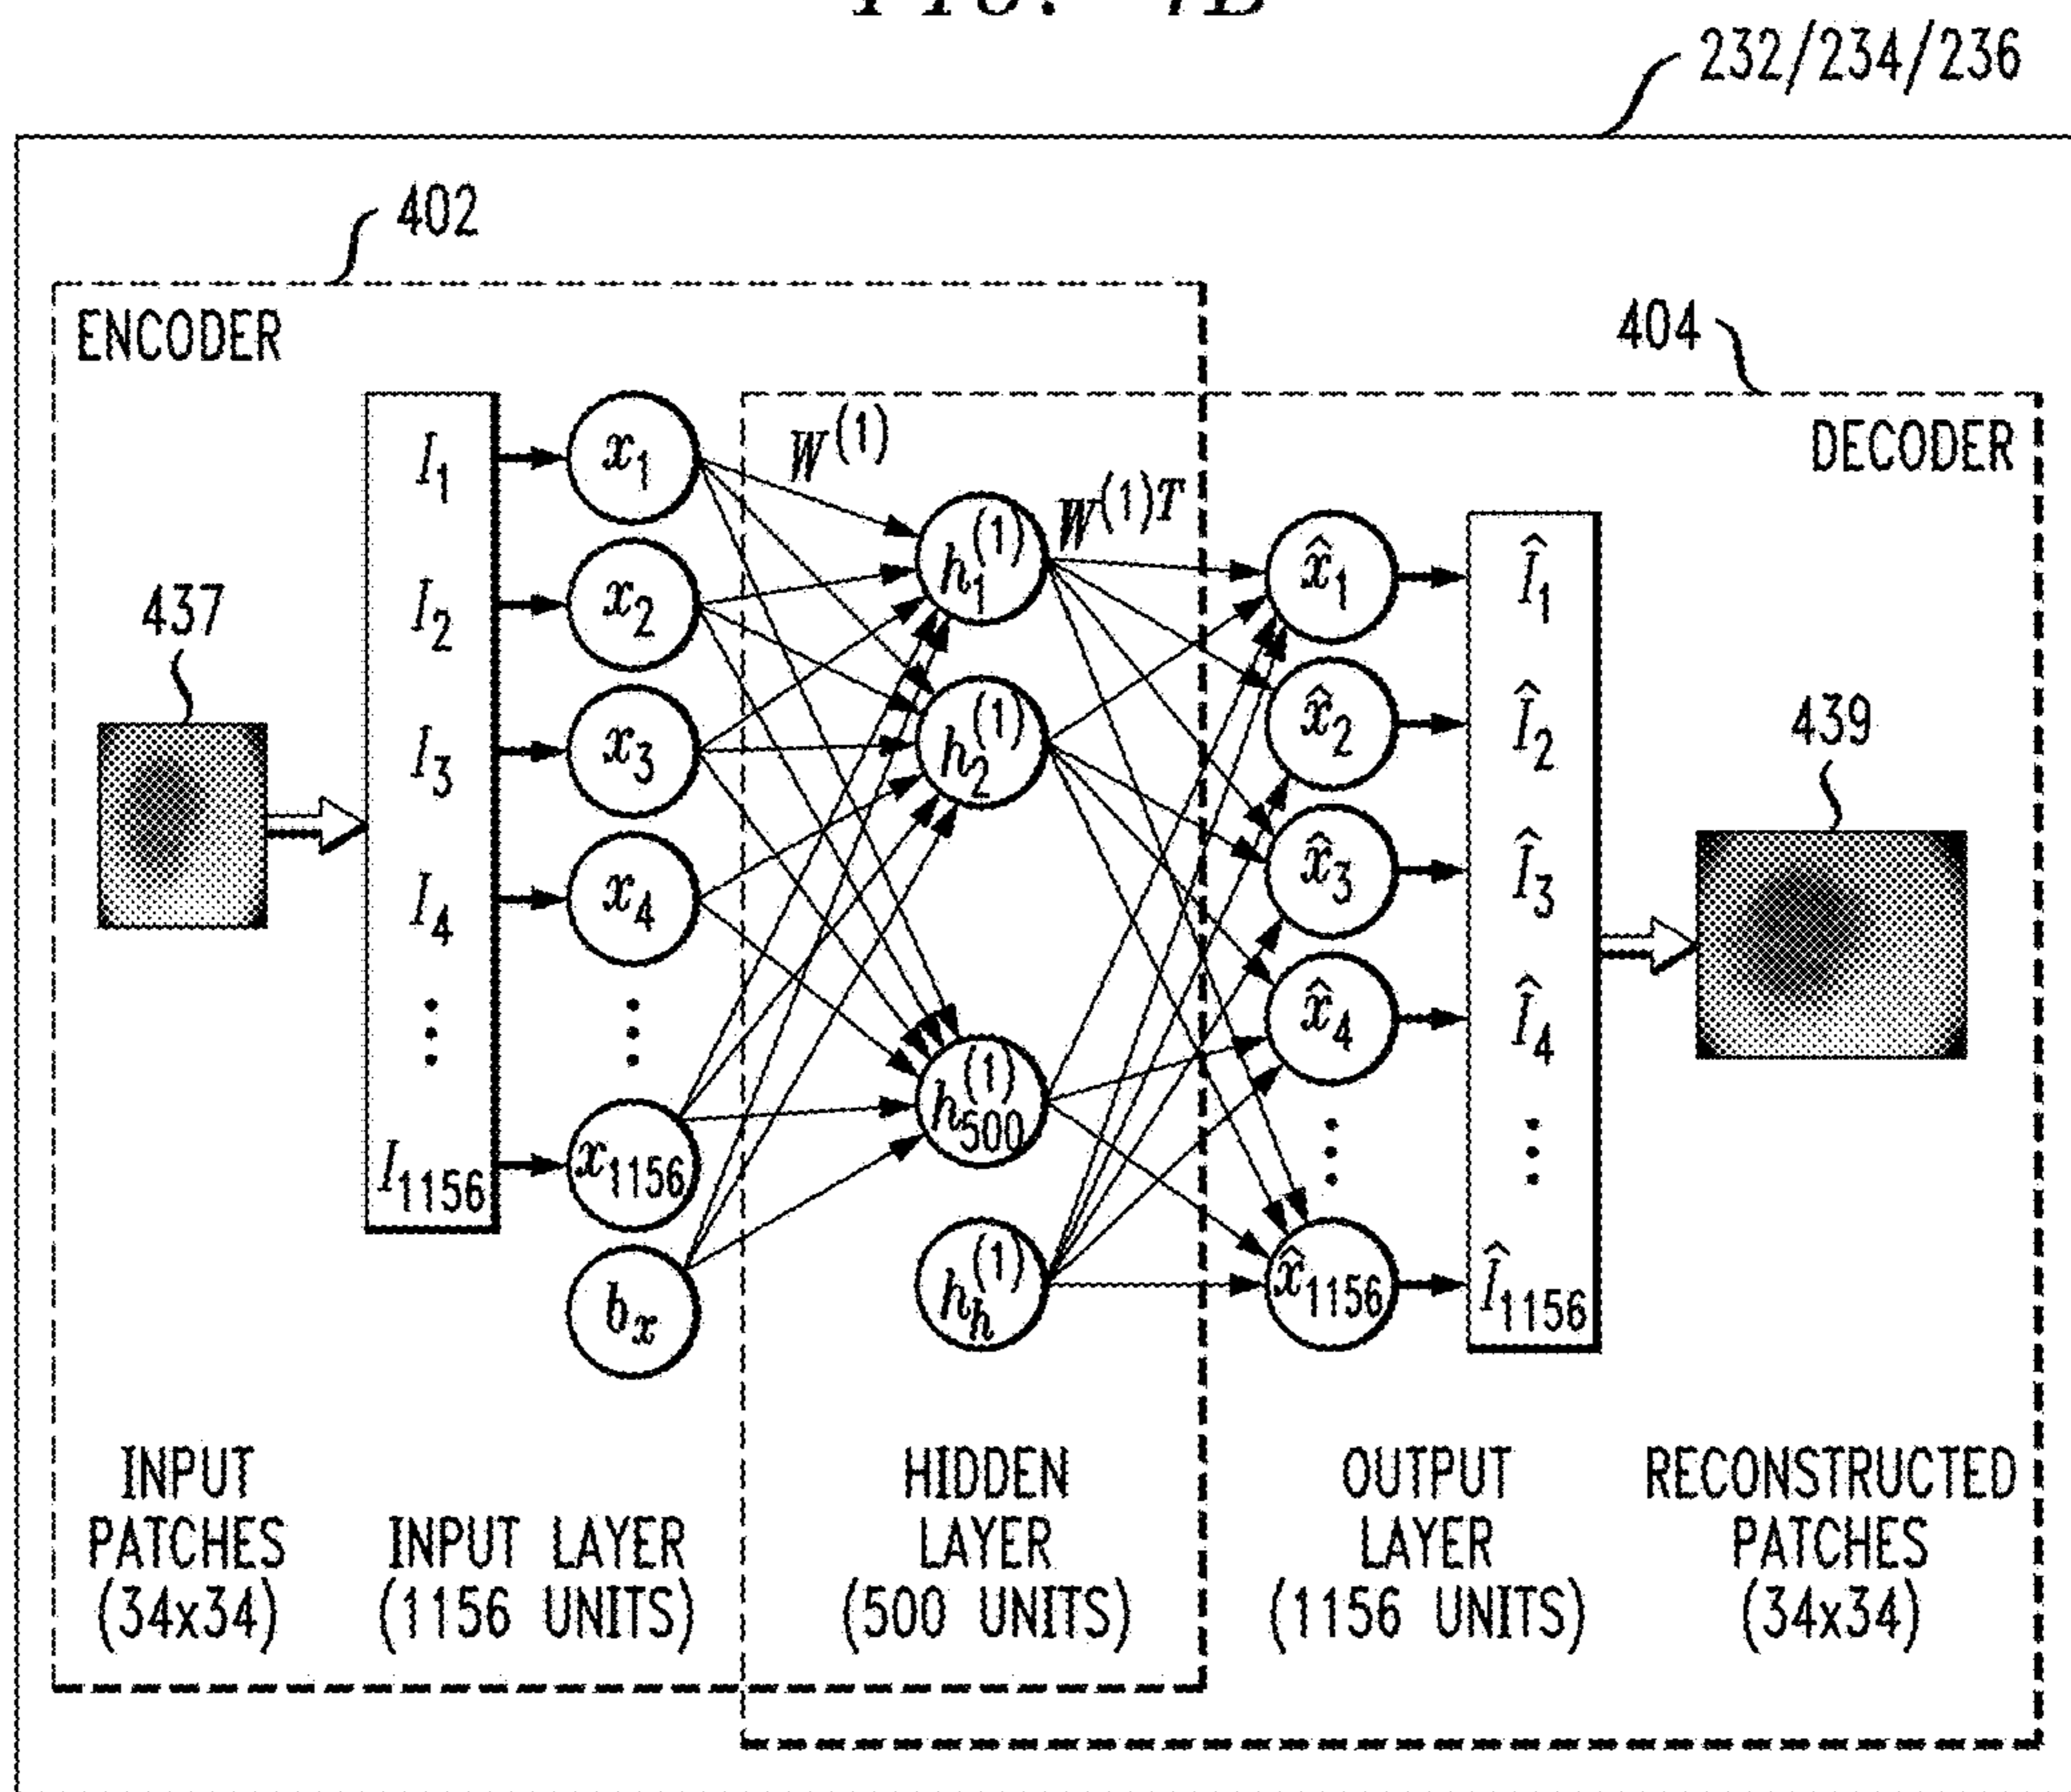 FIG. 4B
232/234/236
402
404
ENCODER
DECODER
437
439
I₁
I₂
I₃
I₄
⋮
I₁₁₅₆
x₁
x₂
x₃
x₄
⋮
x₁₁₅₆
bₓ
W⁽¹⁾
h₁⁽¹⁾
h₂⁽¹⁾
h₅₀₀⁽¹⁾
hₕ⁽¹⁾
W⁽¹⁾ᵀ
x̂₁
x̂₂
x̂₃
x̂₄
⋮
x̂₁₁₅₆
Î₁
Î₂
Î₃
Î₄
⋮
Î₁₁₅₆
INPUT
PATCHES
(34x34)
INPUT LAYER
(1156 UNITS)
HIDDEN
LAYER
(500 UNITS)
OUTPUT
LAYER
(1156 UNITS)
RECONSTRUCTED
PATCHES
(34x34)